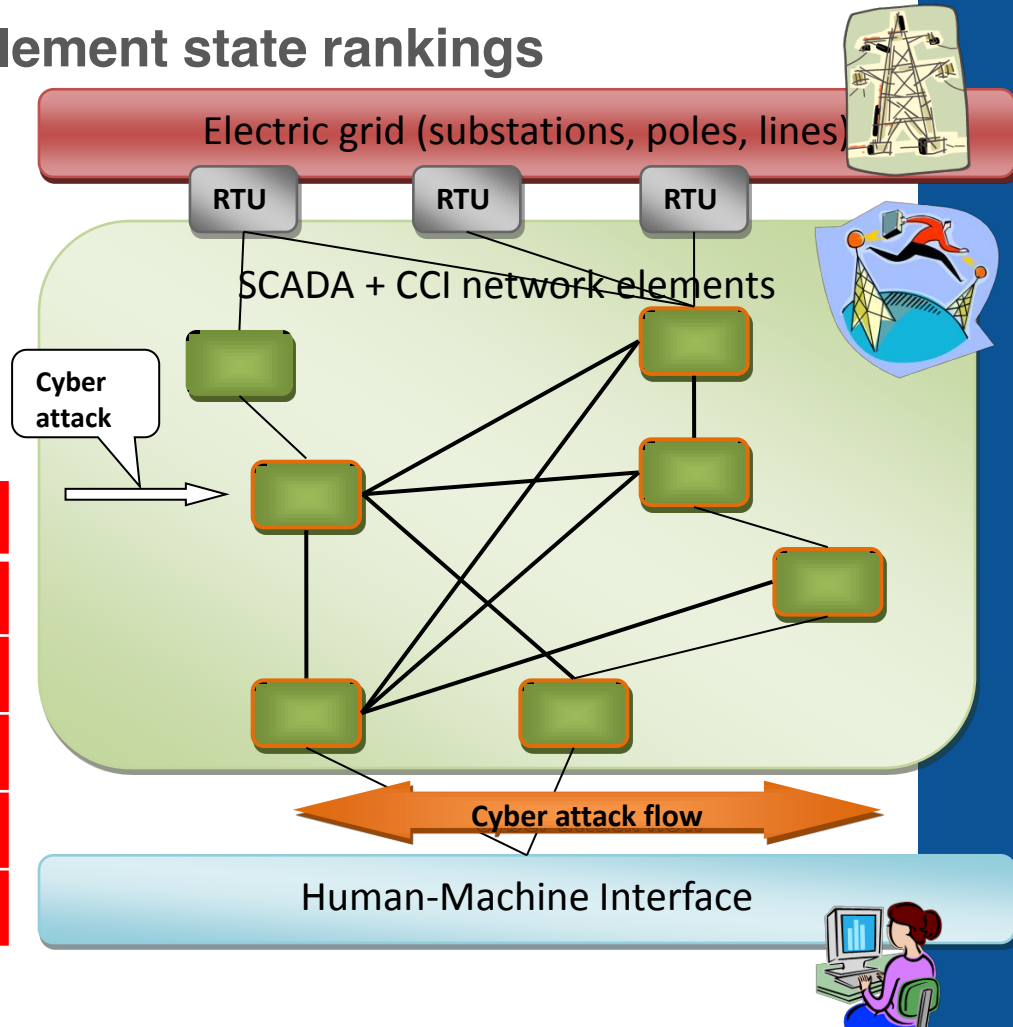 lement state rankings
Electric grid (substations, poles, lines)
RTU
RTU
RTU
SCADA + CCI network elements
Cyber
attack
Cyber attack flow
Human-Machine Interface